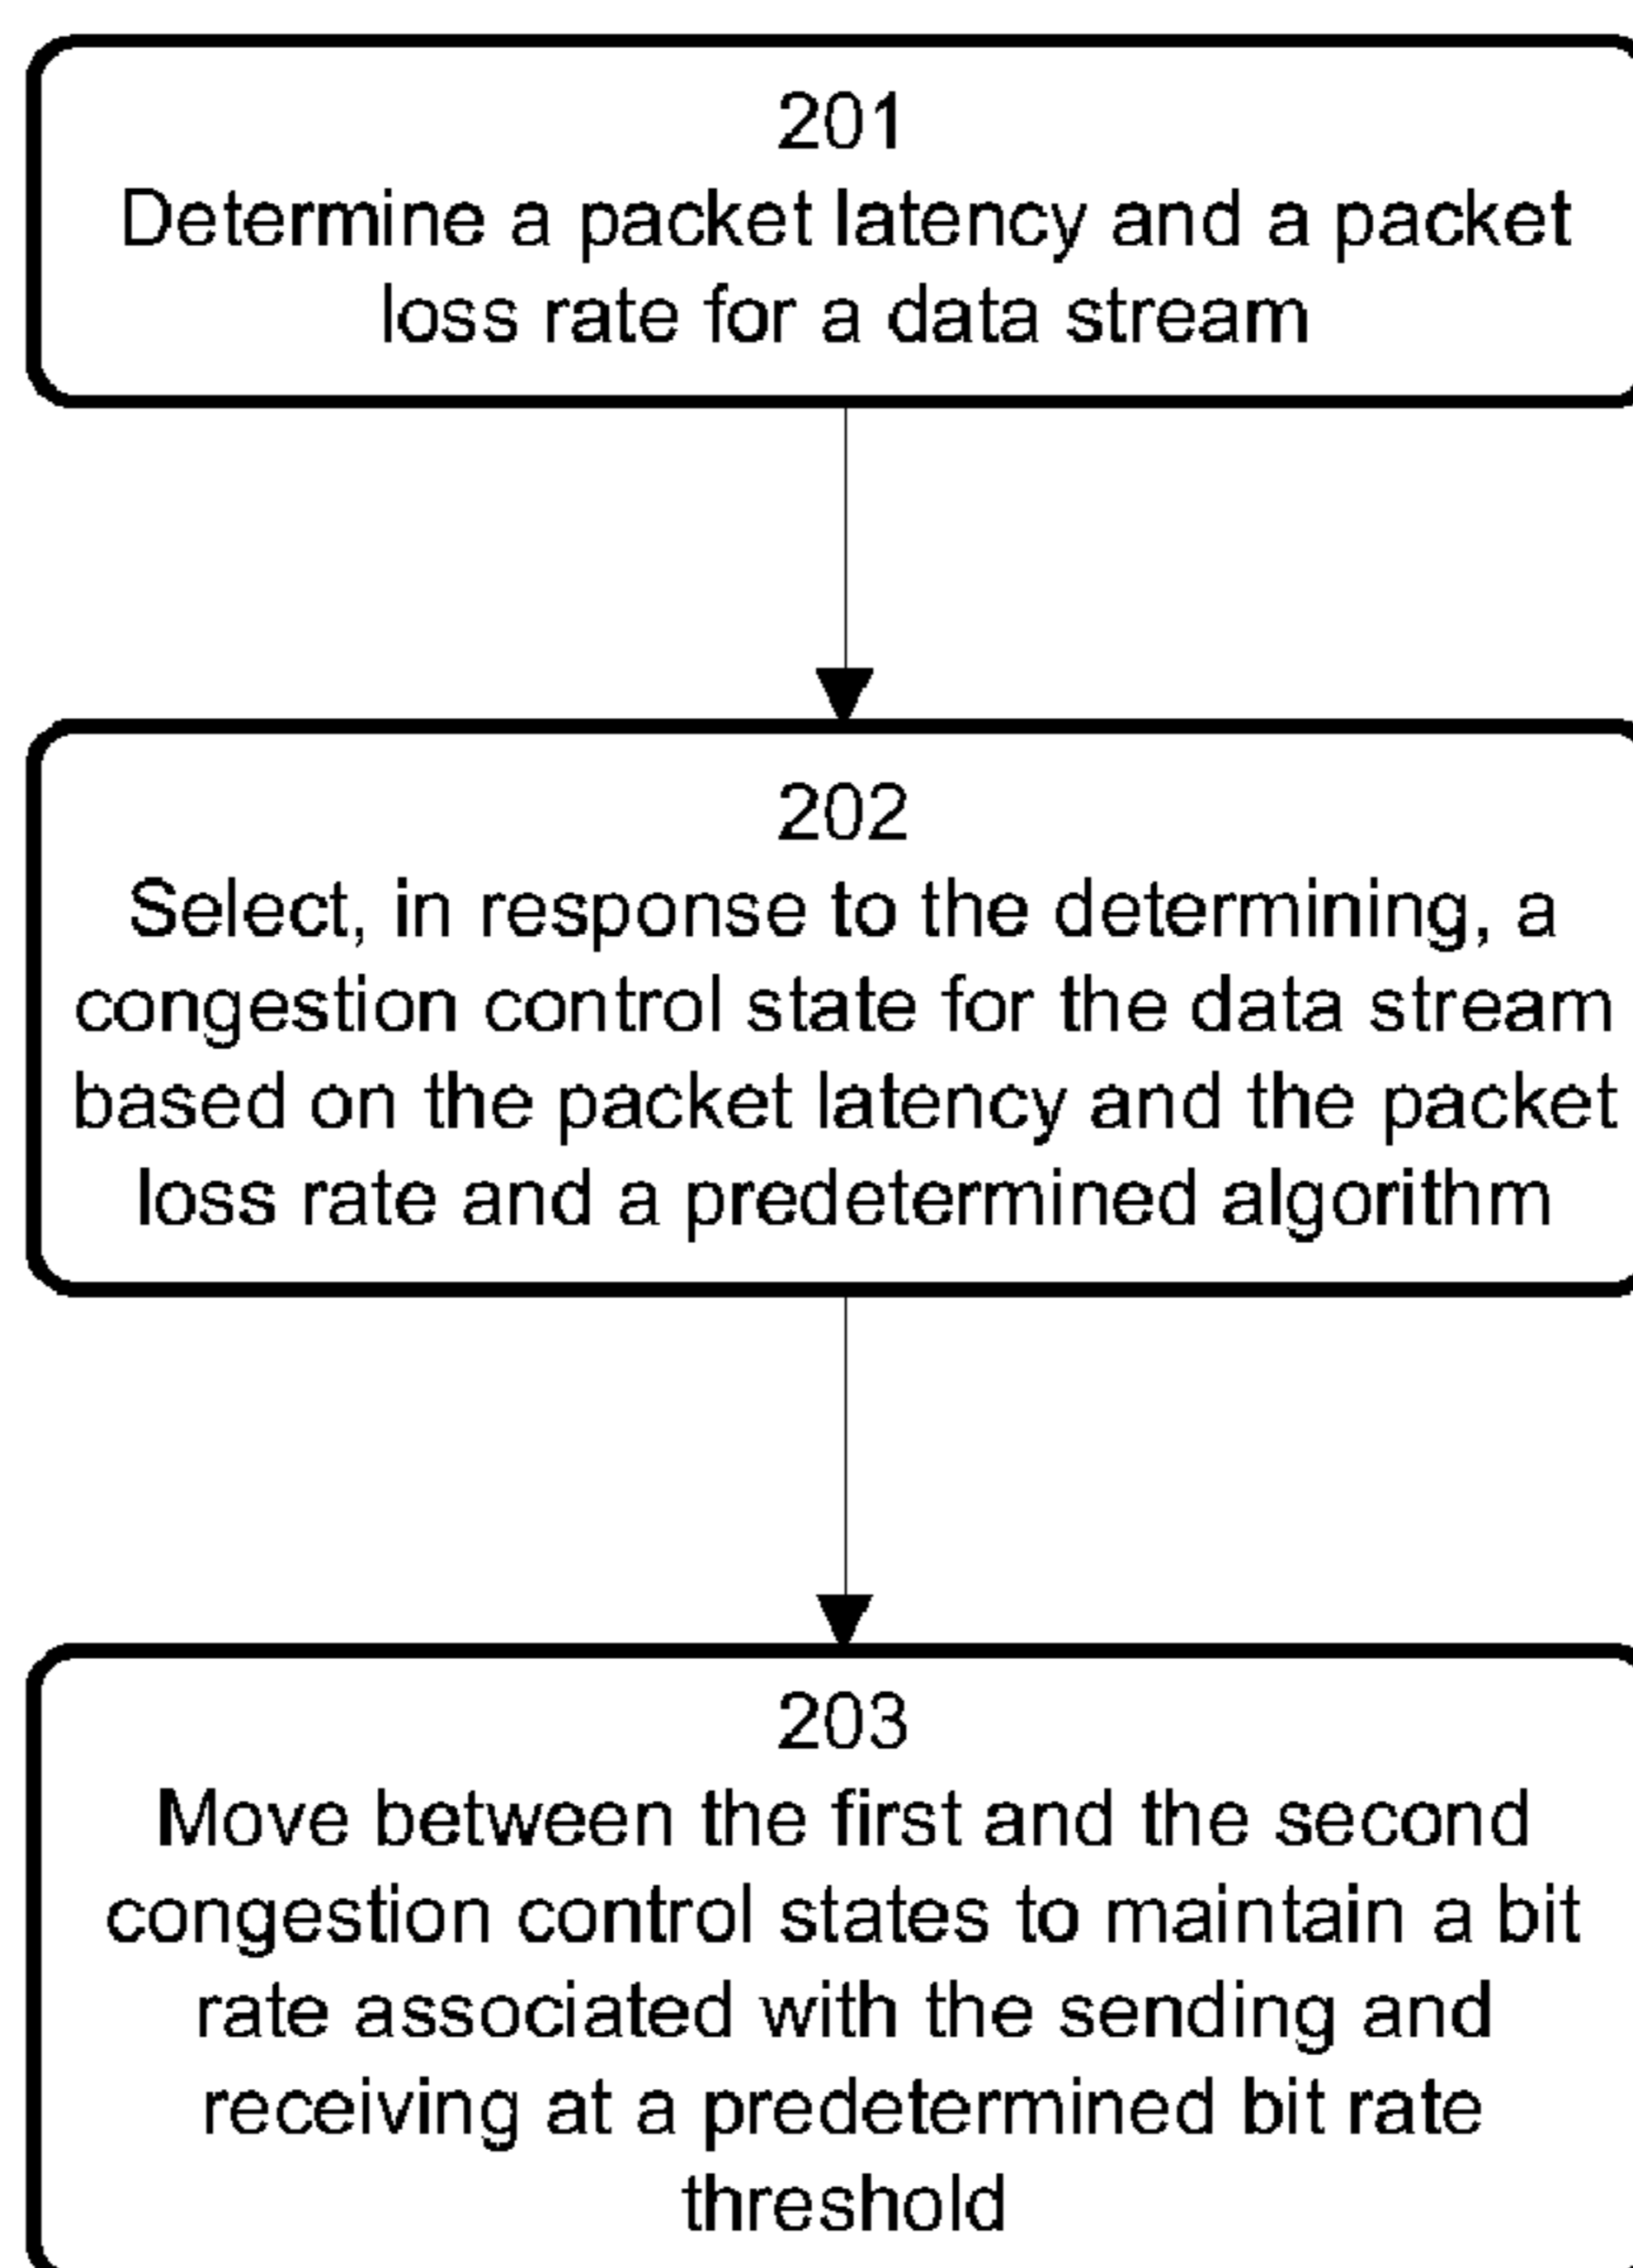 201
Determine a packet latency and a packet
loss rate for a data stream
202
Select, in response to the determining, a
congestion control state for the data stream
based on the packet latency and the packet
loss rate and a predetermined algorithm
203
Move between the first and the second
congestion control states to maintain a bit
rate associated with the sending and
receiving at a predetermined bit rate
threshold